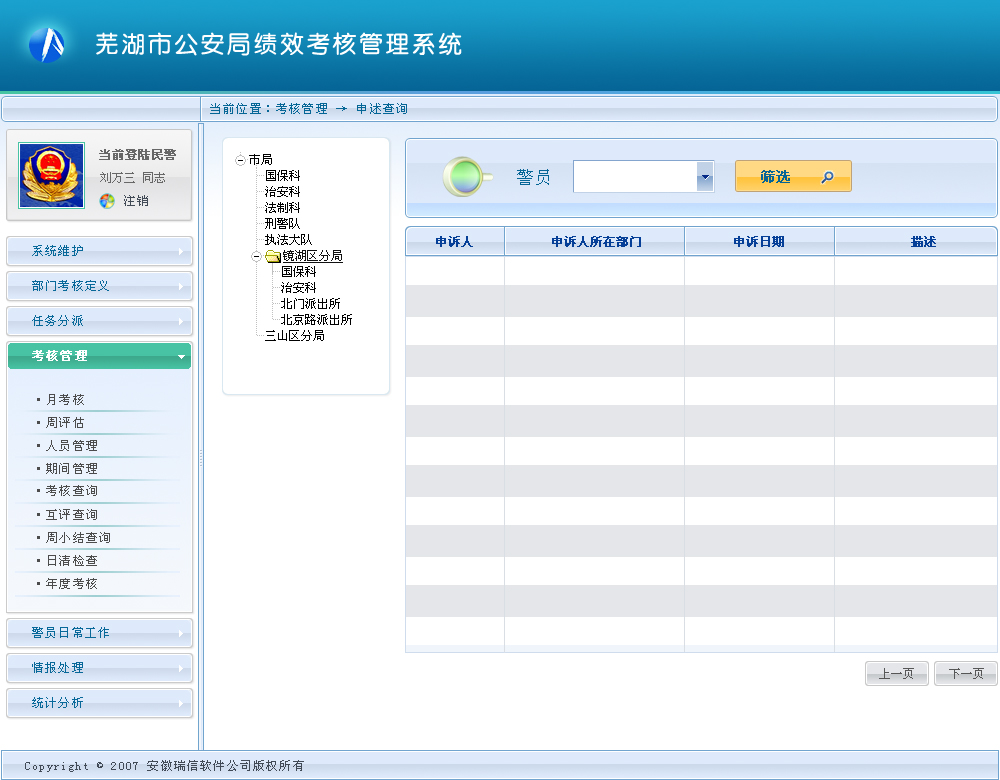 芜湖市公安局绩效考核管理系统
当前位置：考核管理 → 申述查询
当前登陆民警
刘万三 同志
注销
系统维护
部门考核定义
任务分派
考核管理
月考核
周评估
人员管理
期间管理
考核查询
互评查询
周小结查询
日清检查
年度考核
警员日常工作
情报处理
统计分析
市局
国保科
治安科
法制科
刑警队
执法大队
镜湖区分局
国保科
治安科
北门派出所
北京路派出所
三山区分局
警员 筛选
申诉人 申诉人所在部门 申诉日期 描述
上一页 下一页
Copyright © 2007 安徽瑞信软件公司版权所有